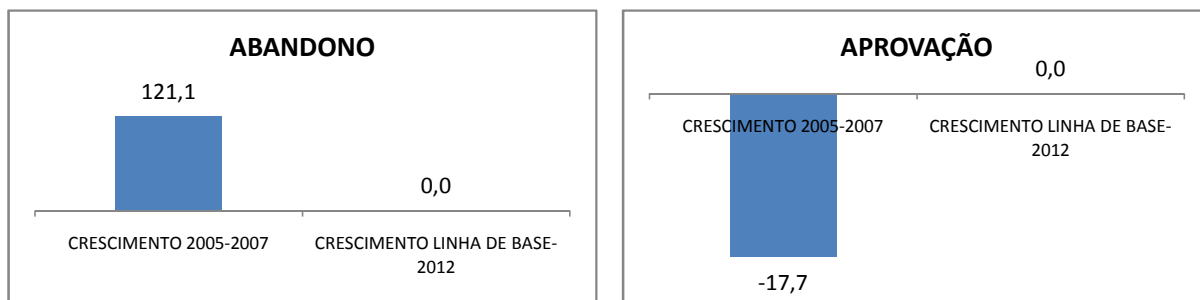 ABANDONO
121,1
0,0
CRESCIMENTO 2005-2007
CRESCIMENTO LINHA DE BASE-
2012
APROVAÇÃO
0,0
CRESCIMENTO 2005-2007
CRESCIMENTO LINHA DE BASE-
2012
-17,7